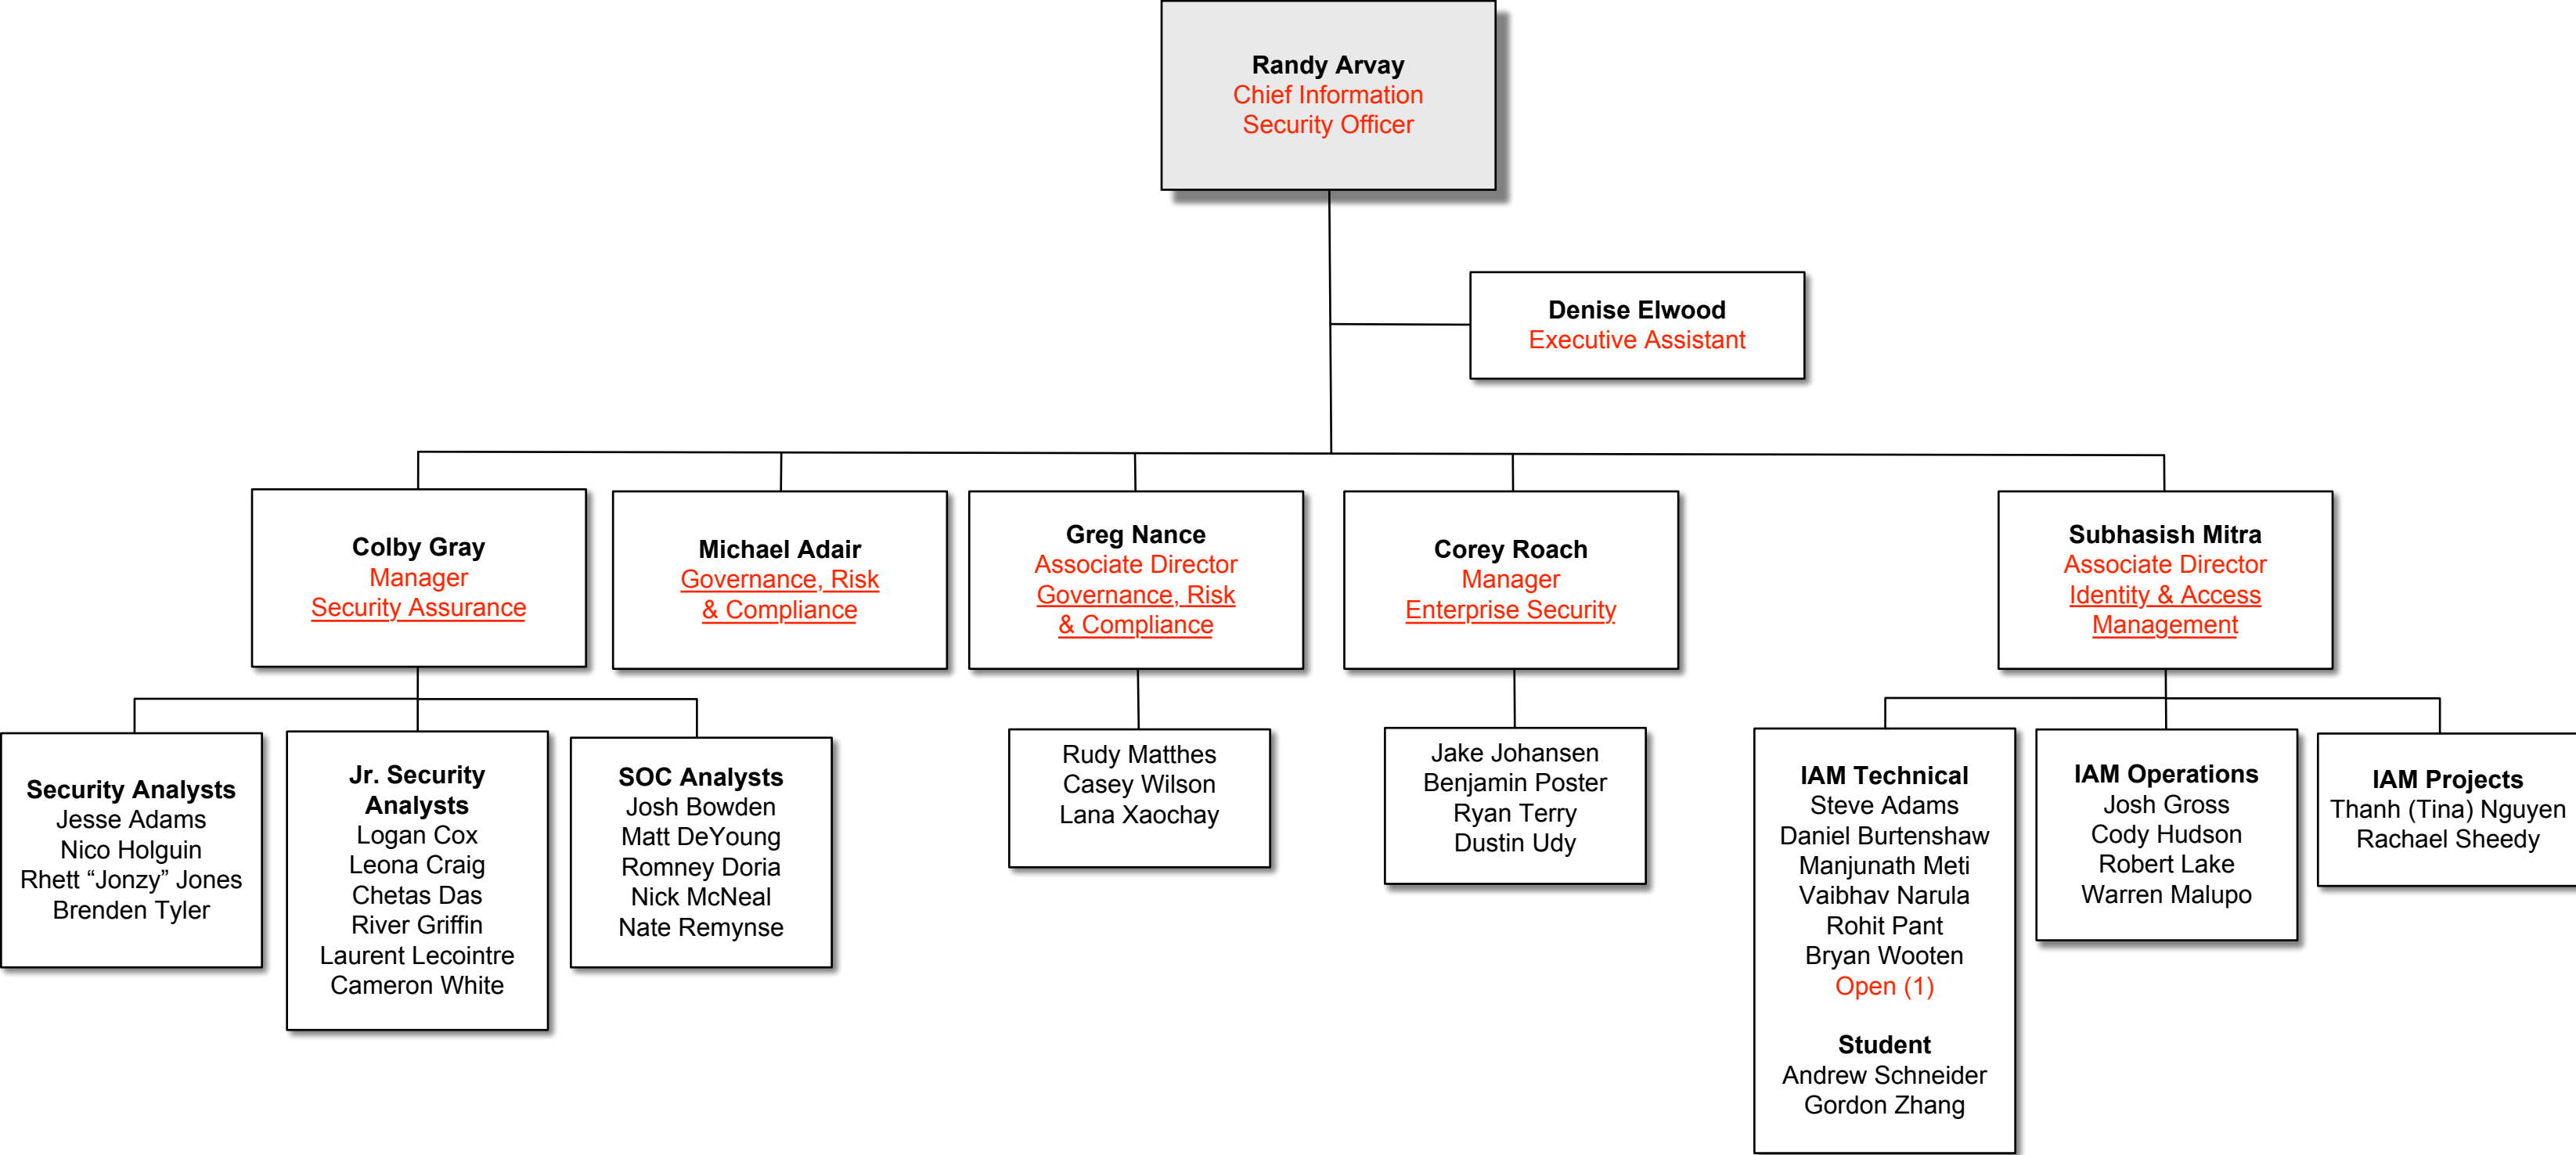 Randy Arvay
Chief Information
Security Officer
Denise Elwood
Executive Assistant
Colby Gray
Manager
Security Assurance
Michael Adair
Governance, Risk
& Compliance
Greg Nance
Associate Director
Governance, Risk
& Compliance
Corey Roach
Manager
Enterprise Security
Subhasish Mitra
Associate Director
Identity & Access
Management
Security Analysts
Jesse Adams
Nico Holguin
Rhett “Jonzy” Jones
Brenden Tyler
Jr. Security
Analysts
Logan Cox
Leona Craig
Chetas Das
River Griffin
Laurent Lecointre
Cameron White
SOC Analysts
Josh Bowden
Matt DeYoung
Romney Doria
Nick McNeal
Nate Remynse
Rudy Matthes
Casey Wilson
Lana Xaochay
Jake Johansen
Benjamin Poster
Ryan Terry
Dustin Udy
IAM Technical
Steve Adams
Daniel Burtenshaw
Manjunath Meti
Vaibhav Narula
Rohit Pant
Bryan Wooten
Open (1)
Student
Andrew Schneider
Gordon Zhang
IAM Operations
Josh Gross
Cody Hudson
Robert Lake
Warren Malupo
IAM Projects
Thanh (Tina) Nguyen
Rachael Sheedy